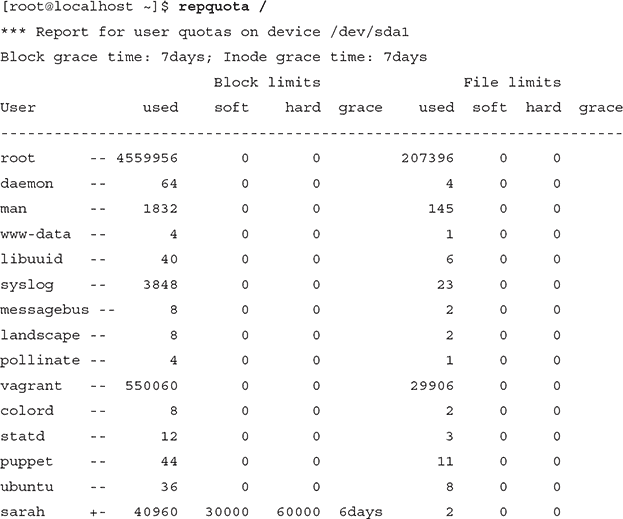 [root@localhost ~]$ repquota /
*** Report for user quotas on device /dev/sda1
Block grace time: 7days; Inode grace time: 7days
                        Block limits                File limits
User            used    soft    hard  grace    used  soft  hard  grace
----------------------------------------------------------------------
root      -- 4559956       0       0         207396     0     0
daemon    --      64       0       0              4     0     0
man       --    1832       0       0            145     0     0
www-data  --       4       0       0              1     0     0
libuuid   --      40       0       0              6     0     0
syslog    --    3848       0       0             23     0     0
messagebus --      8       0       0              2     0     0
landscape --       8       0       0              2     0     0
pollinate --       4       0       0              1     0     0
vagrant   --  550060       0       0          29906     0     0
colord    --       8       0       0              2     0     0
statd     --      12       0       0              3     0     0
puppet    --      44       0       0             11     0     0
ubuntu    --      36       0       0              8     0     0
sarah     +-   40960   30000   60000  6days       2     0     0